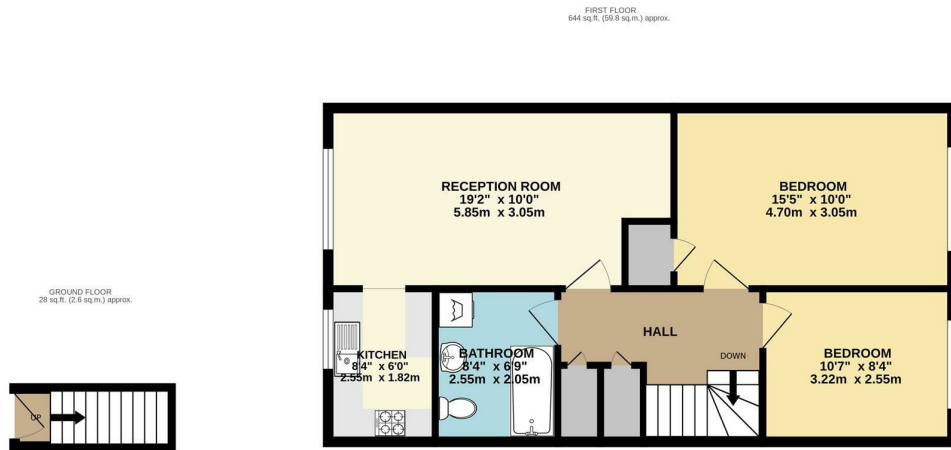 FIRST FLOOR
644 sq.ft. (59.8 sq.m.) approx.
RECEPTION ROOM
19'2" x 10'0"
5.85m x 3.05m
BEDROOM
15'5" x 10'0"
4.70m x 3.05m
GROUND FLOOR
28 sq.ft. (2.6 sq.m.) approx.
HALL
KITCHEN
8'4" x 6'0"
2.55m x 1.82m
BATHROOM
8'4" x 6'9"
2.55m x 2.05m
DOWN
BEDROOM
10'7" x 8'4"
3.22m x 2.55m
UP